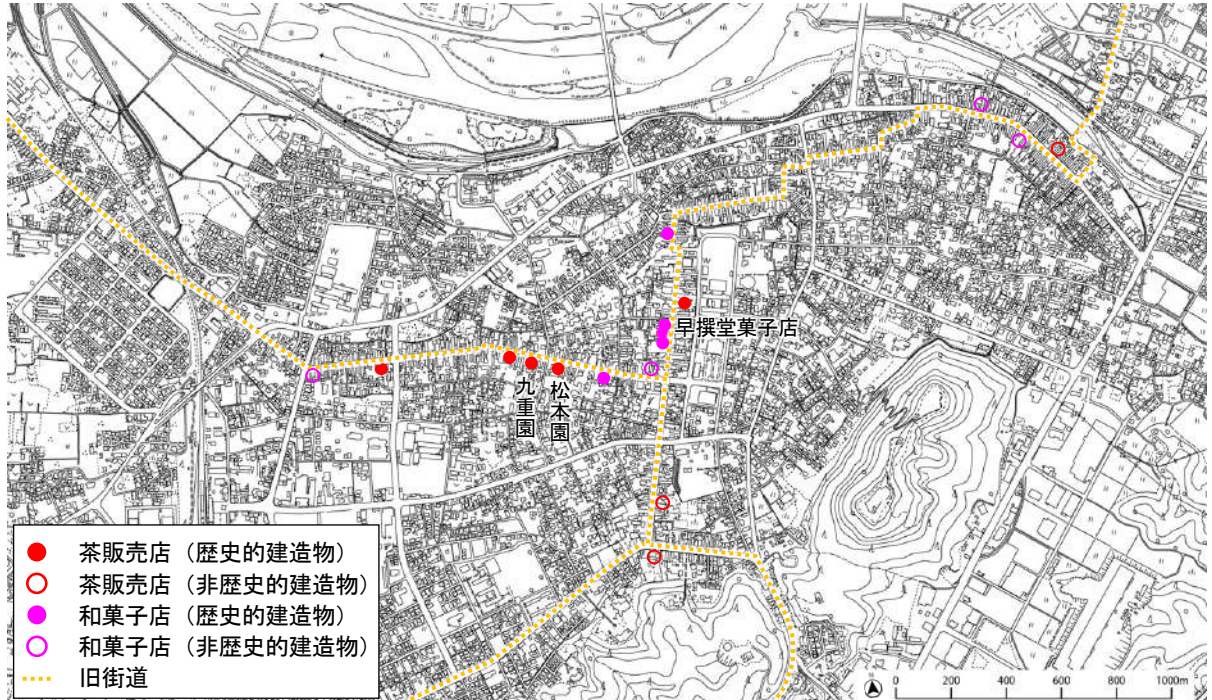 早撰堂菓子店
九重園
松本園
茶販売店（歴史的建造物）
茶販売店（非歴史的建造物）
和菓子店（歴史的建造物）
和菓子店（非歴史的建造物）
旧街道
0 200 400 600 800 1000m